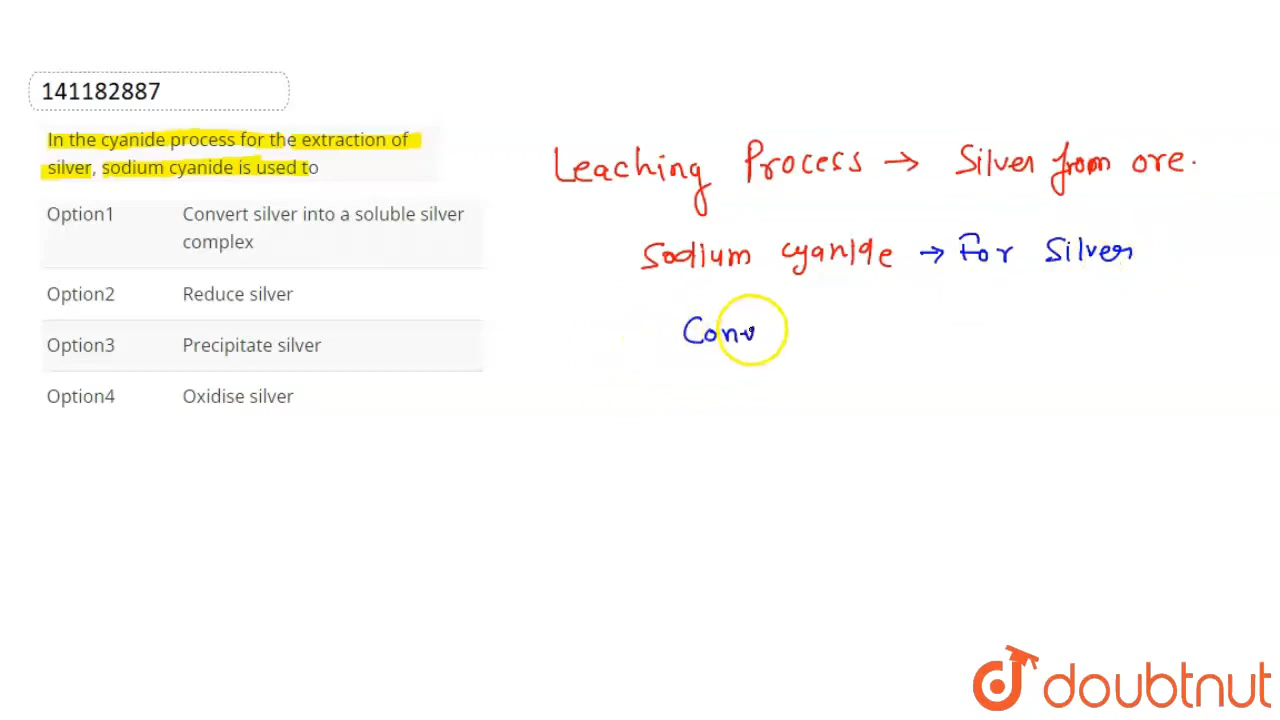 141182887
In the cyanide process for the extraction of
silver, sodium cyanide is used to
Option1 Convert silver into a soluble silver
complex
Option2 Reduce silver
Option3 Precipitate silver
Option4 Oxidise silver
Leaching Process → Silver from ore.
Sodium cyanide → For Silver
Conv
doubtnut